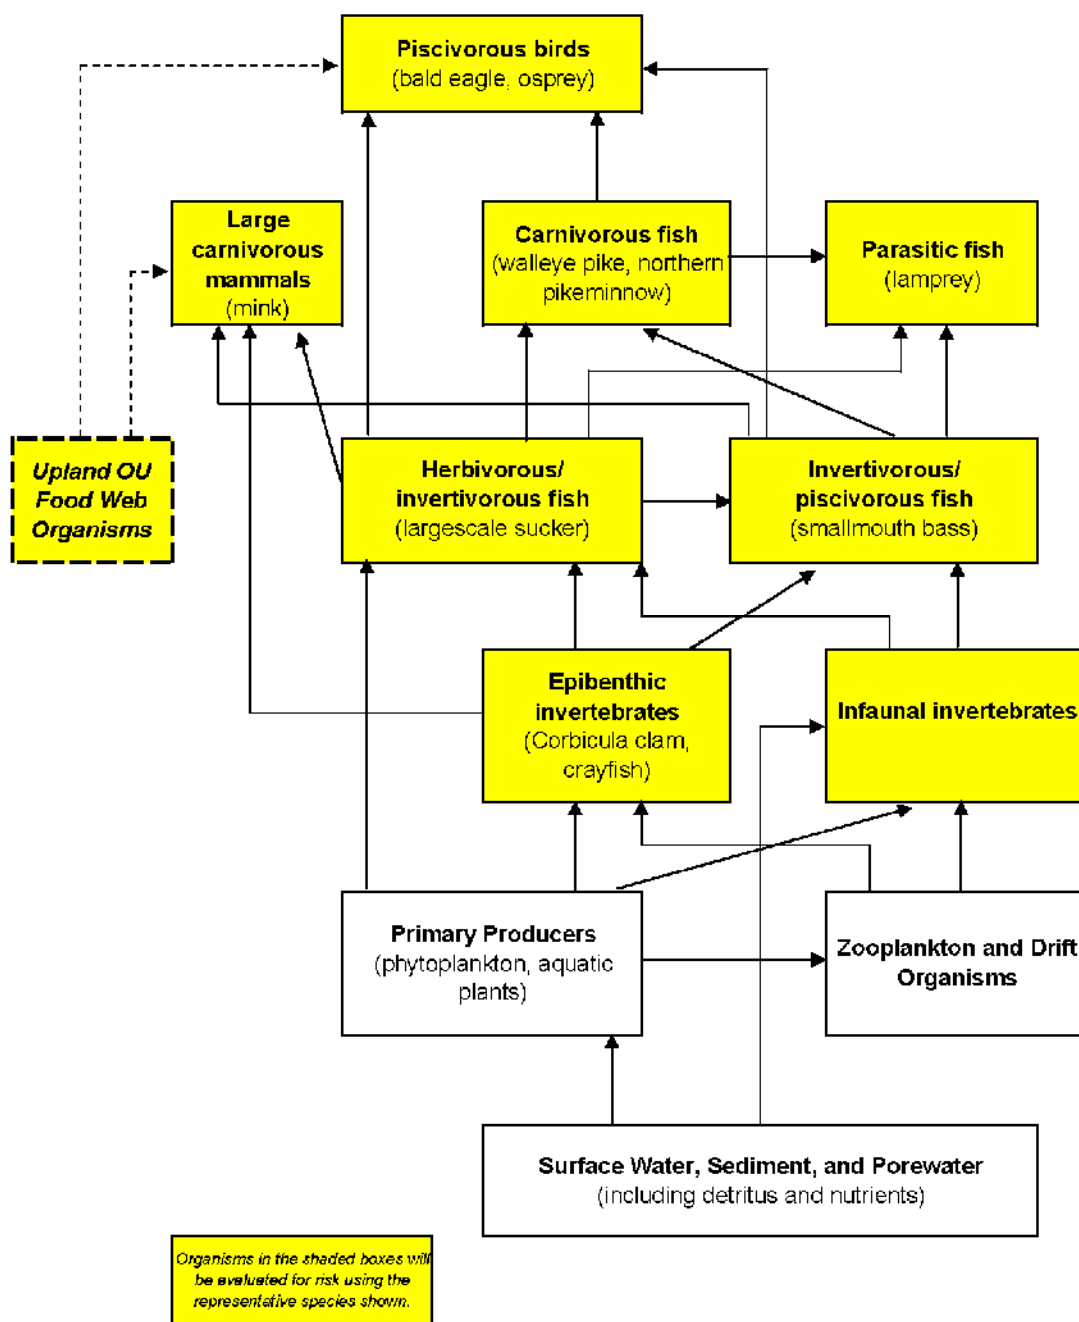 Piscivorous birds
(bald eagle, osprey)
Large
carnivorous
mammals
(mink)
Carnivorous fish
(walleye pike, northern
pikeminnow)
Parasitic fish
(lamprey)
Upland OU
Food Web
Organisms
Herbivorous/
invertivorous fish
(largescale sucker)
Invertivorous/
piscivorous fish
(smallmouth bass)
Epibenthic
invertebrates
(Corbicula clam,
crayfish)
Infaunal invertebrates
Primary Producers
(phytoplankton, aquatic
plants)
Zooplankton and Drift
Organisms
Surface Water, Sediment, and Porewater
(including detritus and nutrients)
Organisms in the shaded boxes will
be evaluated for risk using the
representative species shown.